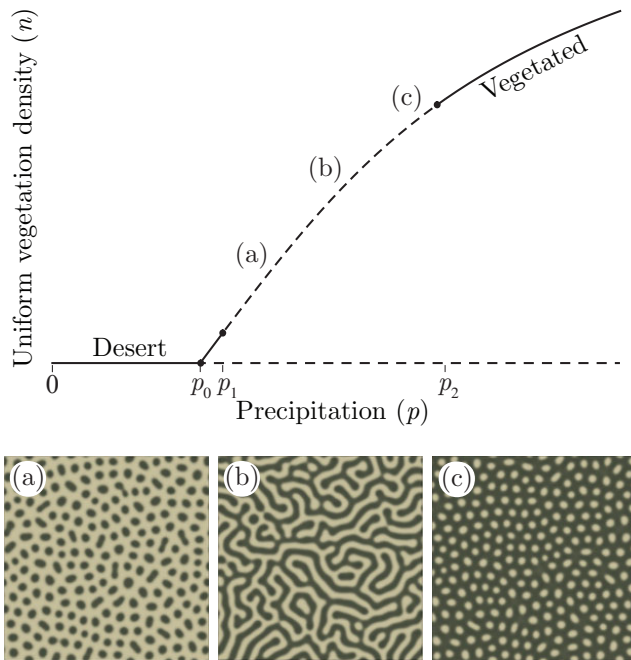 Uniform vegetation density (n)
(c)
Vegetated
(b)
(a)
Desert
0
p0
p1
p2
Precipitation (p)
(a)
(b)
(c)